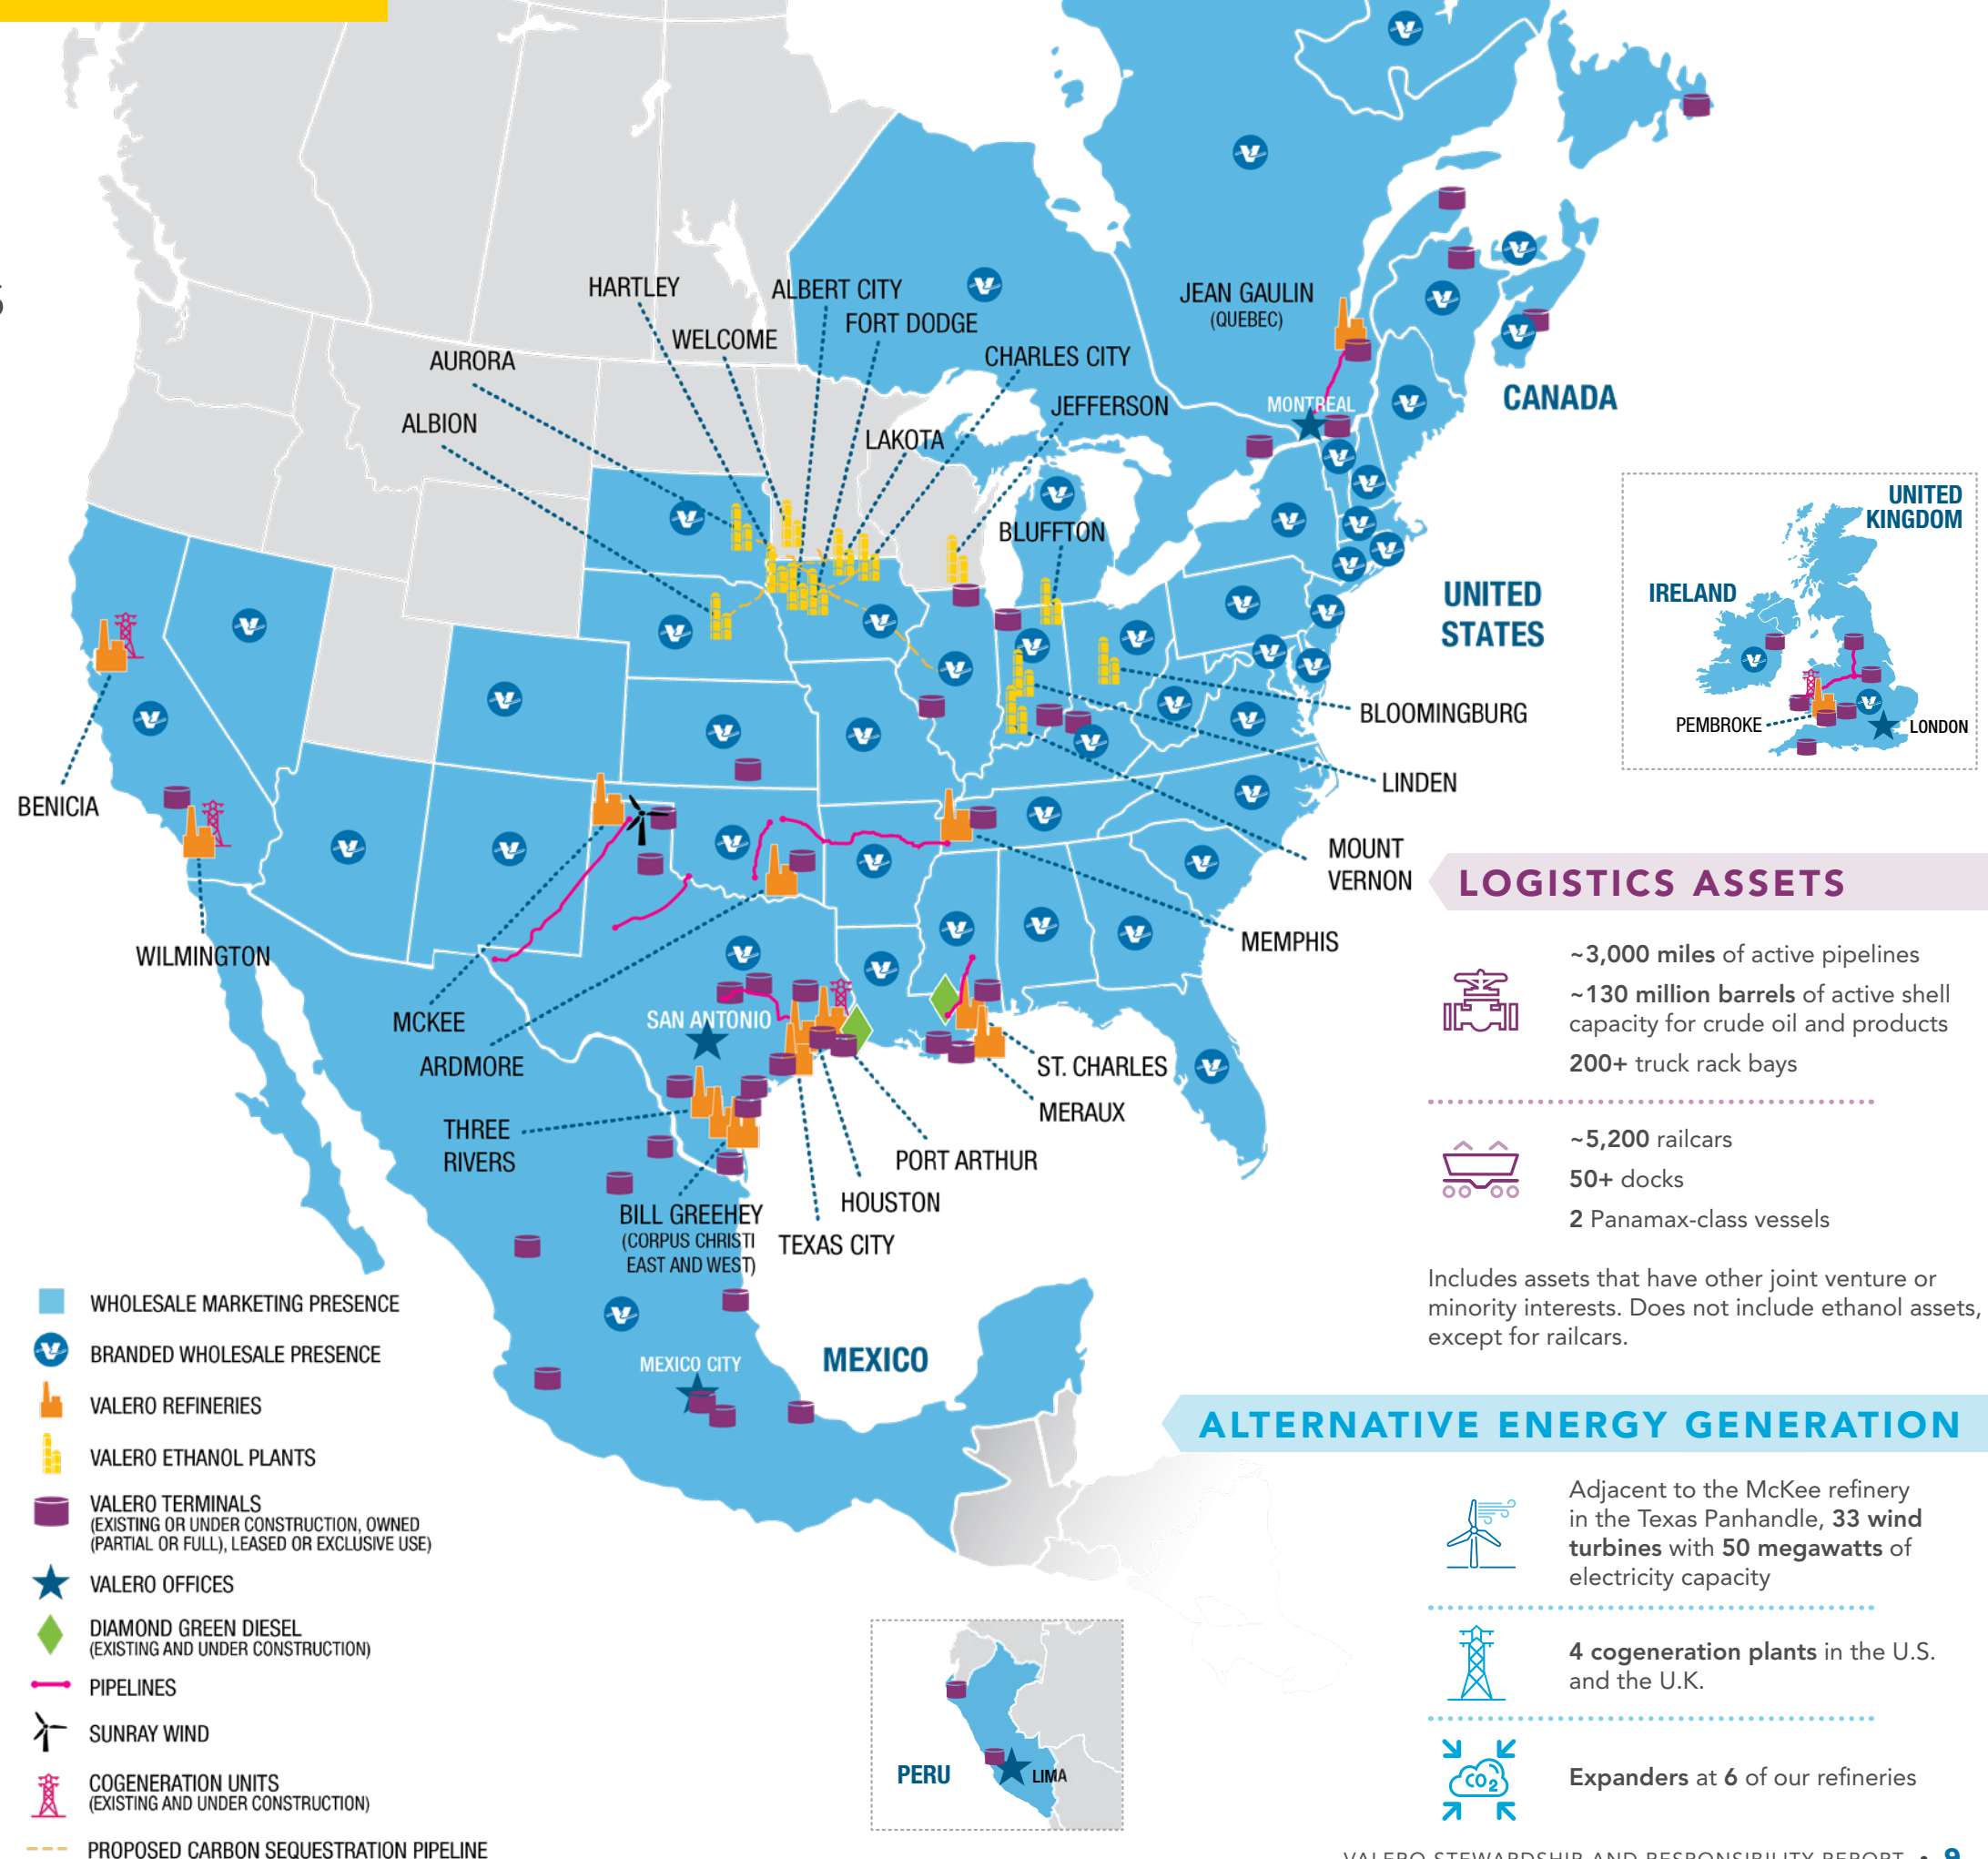 HARTLEY
ALBERT CITY
FORT DODGE
WELCOME
CHARLES CITY
AURORA
JEFFERSON
ALBION
LAKOTA
BLUFFTON
JEAN GAULIN
(QUEBEC)
MONTREAL
CANADA
UNITED
STATES
UNITED
KINGDOM
IRELAND
PEMBROKE
LONDON
BLOOMINGBURG
LINDEN
MOUNT
VERNON
MEMPHIS
BENICIA
WILMINGTON
MCKEE
ARDMORE
SAN ANTONIO
THREE
RIVERS
BILL GREEHEY
(CORPUS CHRISTI
EAST AND WEST)
TEXAS CITY
HOUSTON
PORT ARTHUR
ST. CHARLES
MERAUX
MEXICO CITY
MEXICO
PERU
LIMA
WHOLESALE MARKETING PRESENCE
BRANDED WHOLESALE PRESENCE
VALERO REFINERIES
VALERO ETHANOL PLANTS
VALERO TERMINALS
(EXISTING OR UNDER CONSTRUCTION, OWNED
(PARTIAL OR FULL), LEASED OR EXCLUSIVE USE)
VALERO OFFICES
DIAMOND GREEN DIESEL
(EXISTING AND UNDER CONSTRUCTION)
PIPELINES
SUNRAY WIND
COGENERATION UNITS
(EXISTING AND UNDER CONSTRUCTION)
PROPOSED CARBON SEQUESTRATION PIPELINE
LOGISTICS ASSETS
~3,000 miles of active pipelines
~130 million barrels of active shell
capacity for crude oil and products
200+ truck rack bays
~5,200 railcars
50+ docks
2 Panamax-class vessels
Includes assets that have other joint venture or
minority interests. Does not include ethanol assets,
except for railcars.
ALTERNATIVE ENERGY GENERATION
Adjacent to the McKee refinery
in the Texas Panhandle, 33 wind
turbines with 50 megawatts of
electricity capacity
4 cogeneration plants in the U.S.
and the U.K.
CO2
Expanders at 6 of our refineries
VALERO STEWARDSHIP AND RESPONSIBILITY REPORT • 9